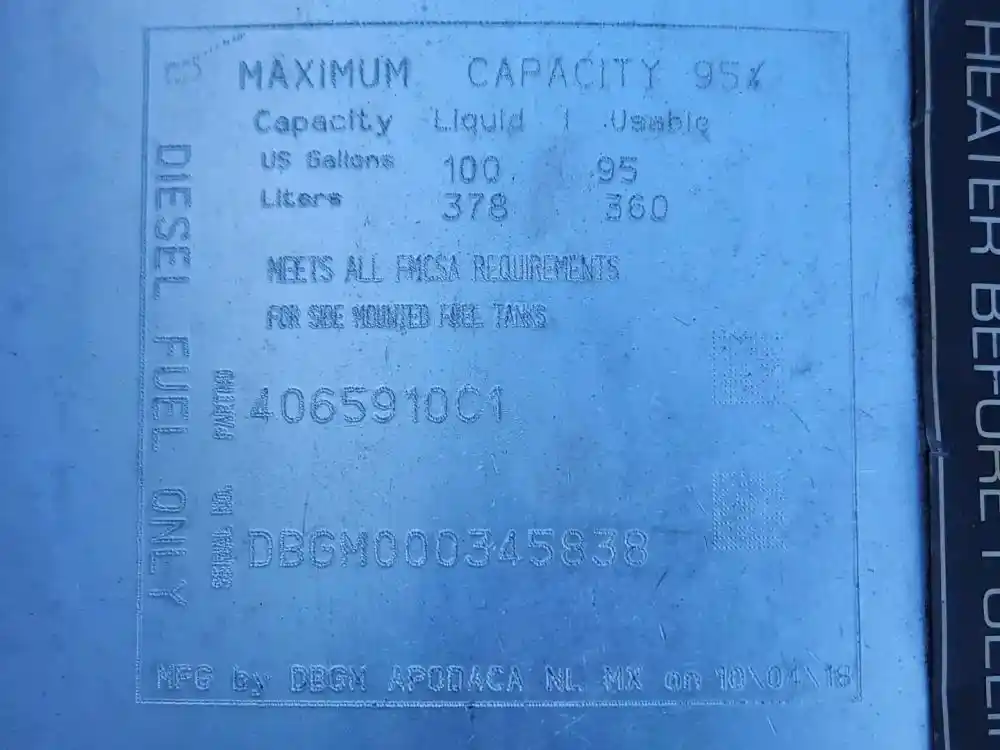 MAXIMUM CAPACITY 95%
Capacity Liquid | Usable
US Gallons 100 95
Liters 378 360
MEETS ALL FMCSA REQUIREMENTS
FOR SIDE MOUNTED FUEL TANKS
4065910C1
DBGM000345838
MFG by DBGM APODACA NL MX on 10\04\18
DIESEL FUEL ONLY
HEATER BEFORE